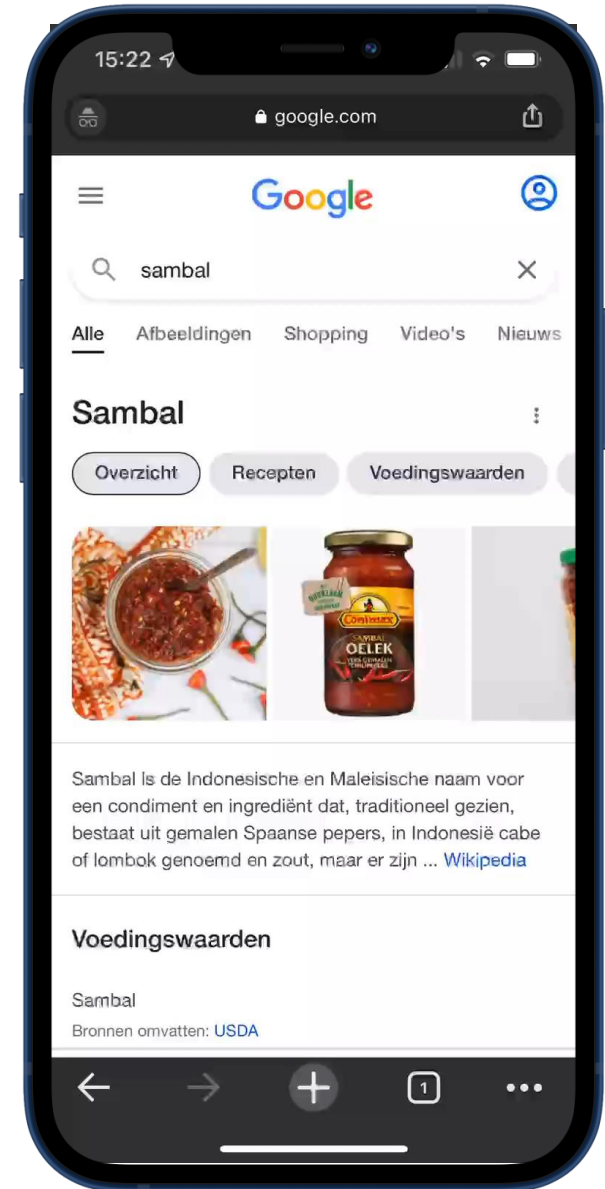 15:22
google.com
Google
sambal
Alle Afbeeldingen Shopping Video's Nieuws
Sambal
Overzicht Recepten Voedingswaarden
Conimex
SAMBAL
OELEK
Sambal is de Indonesische en Maleisische naam voor
een condiment en ingrediënt dat, traditioneel gezien,
bestaat uit gemalen Spaanse pepers, in Indonesië cabe
of lombok genoemd en zout, maar er zijn ... Wikipedia
Voedingswaarden
Sambal
Bronnen omvatten: USDA
1